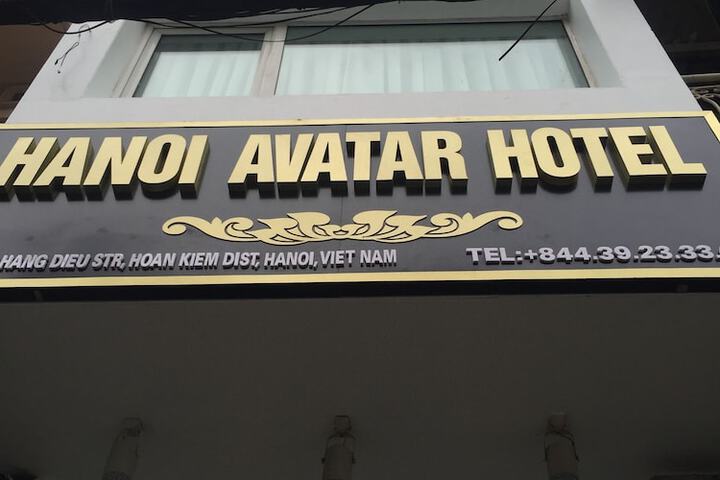 HANOI AVATAR HOTEL
HANG DIEU STR, HOAN KIEM DIST, HANOI, VIET NAM
TEL:+844.39.23.33.